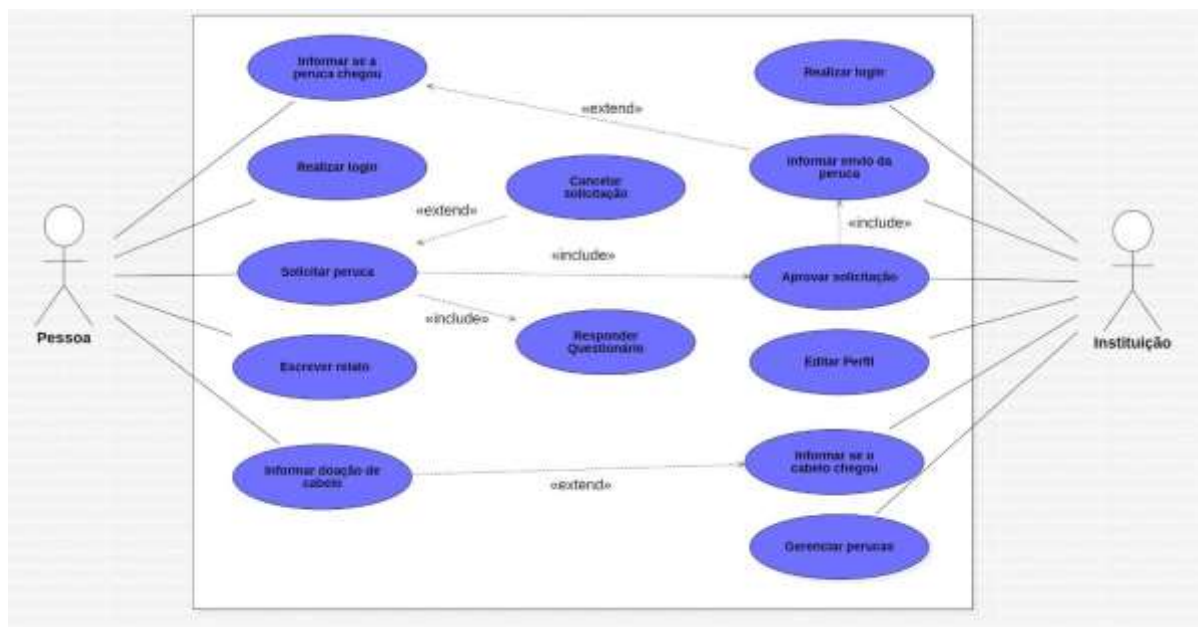 Informar se a
peruca chegou
Realizar login
«extend»
Realizar login
Informar envio da
peruca
Cancelar
solicitação
«extend»
«include»
Solicitar peruca
«include»
Aprovar solicitação
«include»
Responder
Questionário
Pessoa
Instituição
Escrever relato
Editar Perfil
Informar doação de
cabelo
«extend»
Informar se o
cabelo chegou
Gerenciar perucas